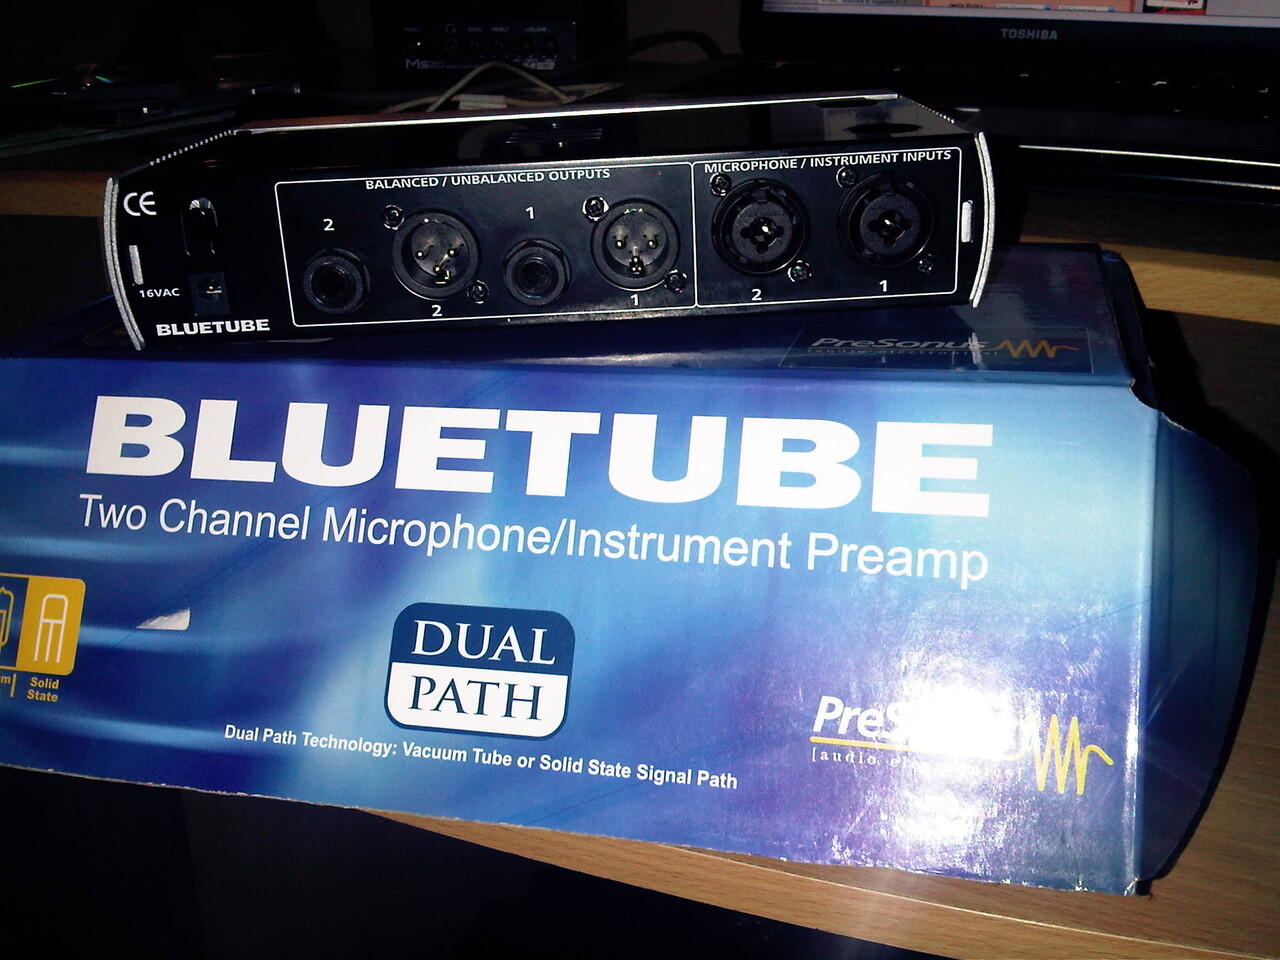 TOSHIBA
BALANCED / UNBALANCED OUTPUTS
MICROPHONE / INSTRUMENT INPUTS
CE
2
1
16VAC
2
1
2
1
BLUETUBE
PreSonus
BLUETUBE
Two Channel Microphone/Instrument Preamp
DUAL
PATH
Solid
State
Dual Path Technology: Vacuum Tube or Solid State Signal Path